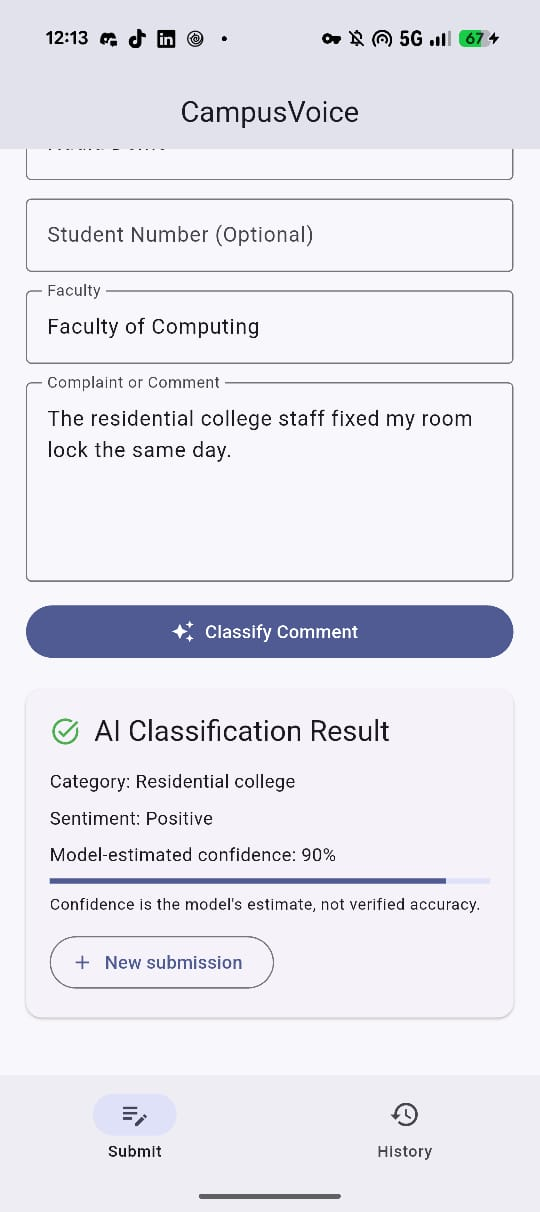 12:13
5G
67
CampusVoice
Student Number (Optional)
Faculty
Faculty of Computing
Complaint or Comment
The residential college staff fixed my room
lock the same day.
Classify Comment
AI Classification Result
Category: Residential college
Sentiment: Positive
Model-estimated confidence: 90%
Confidence is the model's estimate, not verified accuracy.
+ New submission
Submit
History